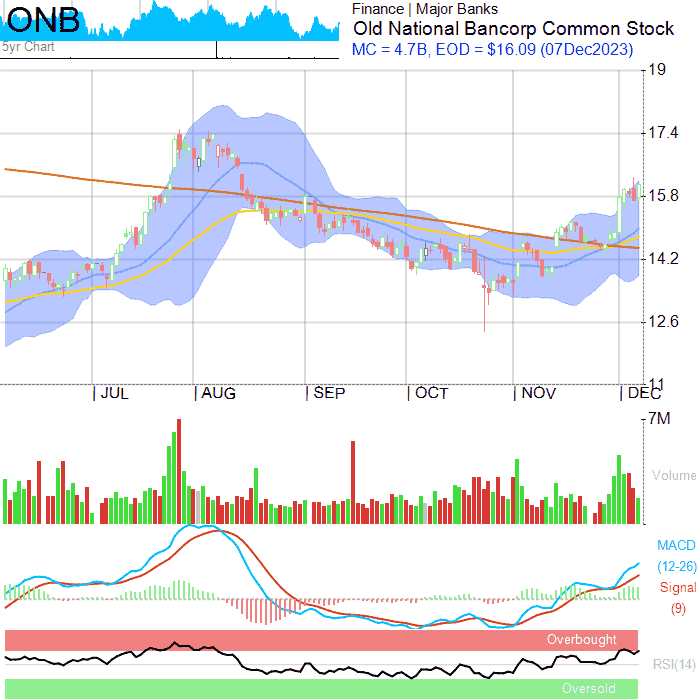 ONB
5yr Chart
Finance | Major Banks
Old National Bancorp Common Stock
MC = 4.7B, EOD = $16.09 (07Dec2023)
19
17.4
15.8
14.2
12.6
11
JUL AUG SEP OCT NOV DEC
7M
Volume
MACD
(12-26)
Signal
(9)
Overbought
RSI(14)
Oversold